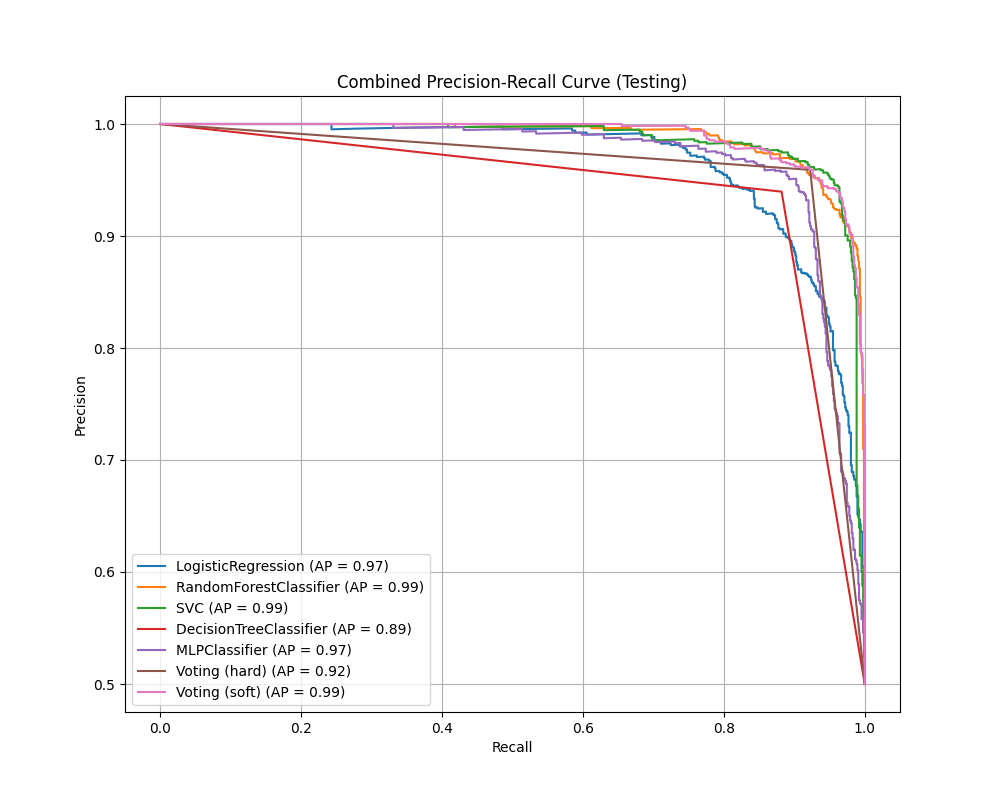 Combined Precision-Recall Curve (Testing)
1.0
0.9
0.8
0.7
0.6
0.5
Precision
LogisticRegression (AP = 0.97)
RandomForestClassifier (AP = 0.99)
SVC (AP = 0.99)
DecisionTreeClassifier (AP = 0.89)
MLPClassifier (AP = 0.97)
Voting (hard) (AP = 0.92)
Voting (soft) (AP = 0.99)
0.0 0.2 0.4 0.6 0.8 1.0
Recall